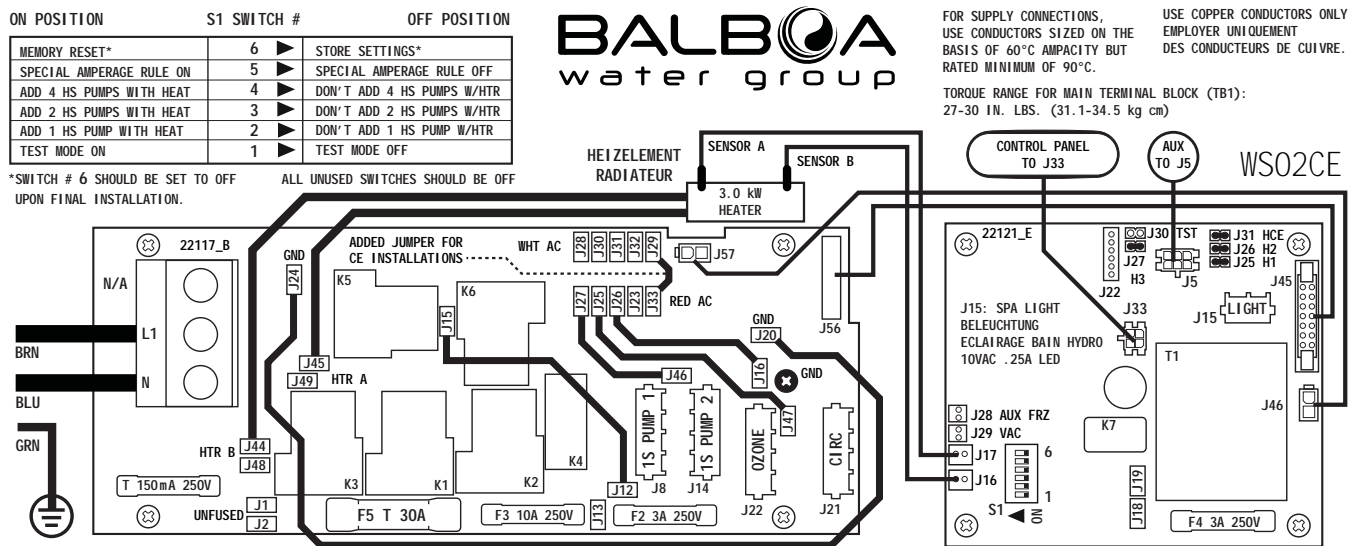 ON POSITION S1 SWITCH # OFF POSITION
MEMORY RESET* 6 ► STORE SETTINGS*
SPECIAL AMPERAGE RULE ON 5 ► SPECIAL AMPERAGE RULE OFF
ADD 4 HS PUMPS WITH HEAT 4 ► DON'T ADD 4 HS PUMPS W/HTR
ADD 2 HS PUMPS WITH HEAT 3 ► DON'T ADD 2 HS PUMPS W/HTR
ADD 1 HS PUMP WITH HEAT 2 ► DON'T ADD 1 HS PUMP W/HTR
TEST MODE ON 1 ► TEST MODE OFF
*SWITCH # 6 SHOULD BE SET TO OFF
UPON FINAL INSTALLATION.
ALL UNUSED SWITCHES SHOULD BE OFF
BALBOA
water group
FOR SUPPLY CONNECTIONS,
USE CONDUCTORS SIZED ON THE
BASIS OF 60°C AMPACITY BUT
RATED MINIMUM OF 90°C.
USE COPPER CONDUCTORS ONLY
EMPLOYER UNIQUEMENT
DES CONDUCTEURS DE CUIVRE.
TORQUE RANGE FOR MAIN TERMINAL BLOCK (TB1):
27-30 IN. LBS. (31.1-34.5 kg cm)
HEIZELEMENT
RADIATEUR
SENSOR A
SENSOR B
3.0 kW
HEATER
CONTROL PANEL
TO J33
AUX
TO J5
WS02CE
22117_B
N/A
L1
N
BRN
BLU
GRN
GND
J24
ADDED JUMPER FOR
CE INSTALLATIONS
K5
K6
J15
WHT AC
J28
J30
J31
J32
J29
J57
J27
J25
J26
J23
J33
RED AC
J56
GND
J20
J45
J49
HTR A
J46
J16
GND
J47
HTR B
J44
J48
K3
K1
K2
K4
1S PUMP 1
J8
1S PUMP 2
J14
OZONE
J22
CIRC
J21
J12
J13
T 150mA 250V
UNFUSED
J1
J2
F5 T 30A
F3 10A 250V
F2 3A 250V
22121_E
J30 TST
J27
H3
J22
J31 HCE
J26 H2
J25 H1
J5
J45
J33
J15
LIGHT
J15: SPA LIGHT
BELEUCHTUNG
ECLAIRAGE BAIN HYDRO
10VAC .25A LED
T1
K7
J46
J28 AUX FRZ
J29 VAC
J17
J16
6
1
S1
ON
J19
J18
F4 3A 250V